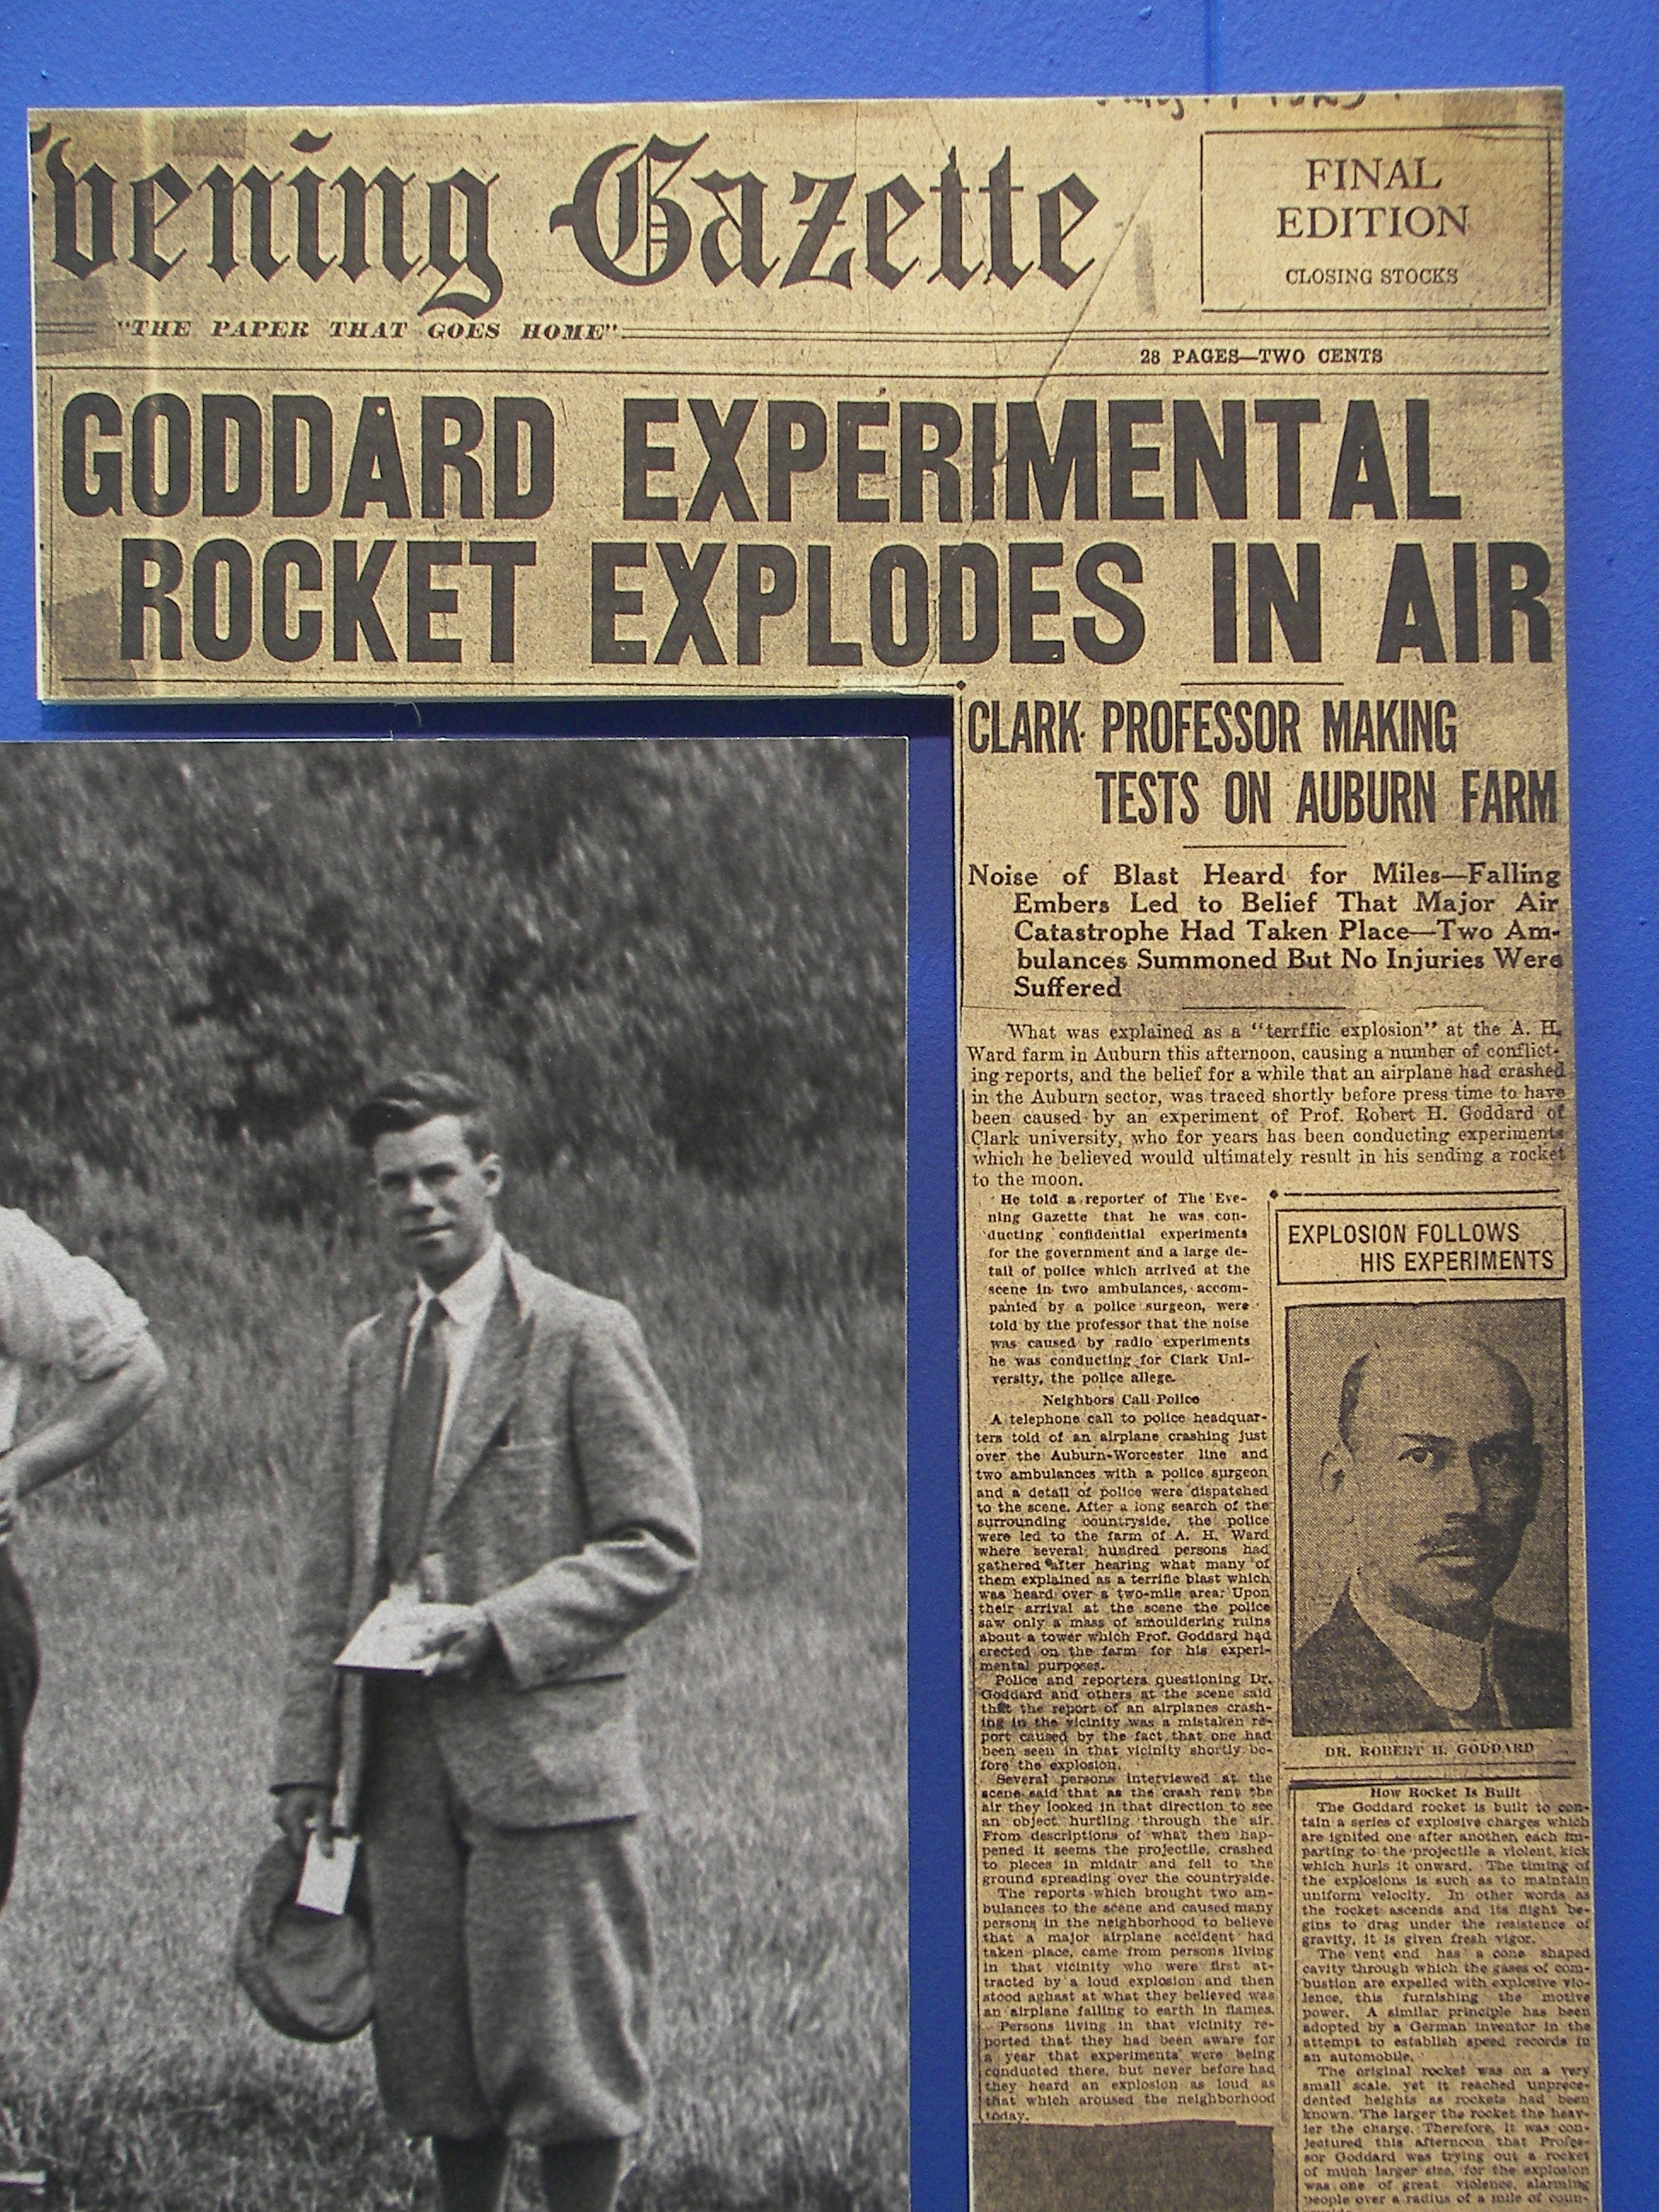 vening Gazette
FINAL
EDITION
CLOSING STOCKS
"THE PAPER THAT GOES HOME"
28 PAGES—TWO CENTS
GODDARD EXPERIMENTAL
ROCKET EXPLODES IN AIR
CLARK PROFESSOR MAKING
TESTS ON AUBURN FARM
Noise of Blast Heard for Miles—Falling
Embers Led to Belief That Major Air
Catastrophe Had Taken Place—Two Am-
bulances Summoned But No Injuries Were
Suffered
What was explained as a "terrffic explosion" at the A. H.
Ward farm in Auburn this afternoon, causing a number of conflict-
ing reports, and the belief for a while that an airplane had crashed
in the Auburn sector, was traced shortly before press time to have
been caused by an experiment of Prof. Robert H. Goddard of
Clark university, who for years has been conducting experiments
which he believed would ultimately result in his sending a rocket
to the moon.
He told a reporter of The Eve-
ning Gazette that he was con-
ducting confidential experiments
for the government and a large de-
tail of police which arrived at the
scene in two ambulances, accom-
panied by a police surgeon, were
told by the professor that the noise
was caused by radio experiments
he was conducting for Clark Uni-
versity, the police allege.
Neighbors Call Police
A telephone call to police headquar-
ters told of an airplane crashing just
over the Auburn-Worcester line and
two ambulances with a police surgeon
and a detail of police were dispatched
to the scene. After a long search of the
surrounding countryside, the police
were led to the farm of A. H. Ward
where several hundred persons had
gathered after hearing what many of
them explained as a terrific blast which
was heard over a two-mile area. Upon
their arrival at the scene the police
saw only a mass of smouldering ruins
about a tower which Prof. Goddard had
erected on the farm for his experi-
mental purposes.
Police and reporters questioning Dr.
Goddard and others at the scene said
that the report of an airplanes crash-
ing in the vicinity was a mistaken re-
port caused by the fact that one had
been seen in that vicinity shortly be-
fore the explosion.
Several persons interviewed at the
scene said that as the crash rent the
air they looked in that direction to see
an object hurtling through the air.
From descriptions of what then hap-
pened it seems the projectile, crashed
to pieces in midair and fell to the
ground spreading over the countryside.
The reports which brought two am-
bulances to the scene and caused many
persons in the neighborhood to believe
that a major airplane accident had
taken place, came from persons living
in that vicinity who were first at-
tracted by a loud explosion and then
stood aghast at what they believed was
an airplane falling to earth in flames.
Persons living in that vicinity re-
ported that they had been aware for
a year that experiments were being
conducted there, but never before had
they heard an explosion as loud as
that which aroused the neighborhood
today.
EXPLOSION FOLLOWS
HIS EXPERIMENTS
DR. ROBERT H. GODDARD
How Rocket Is Built
The Goddard rocket is built to con-
tain a series of explosive charges which
are ignited one after another, each im-
parting to the projectile a violent kick
which hurls it onward. The timing of
the explosions is such as to maintain
uniform velocity. In other words as
the rocket ascends and its flight be-
gins to drag under the resistence of
gravity, it is given fresh vigor.
The vent end has a cone shaped
cavity through which the gases of com-
bustion are expelled with explosive vio-
lence, this furnishing the motive
power. A similar principle has been
adopted by a German inventor in the
attempt to establish speed records in
an automobile.
The original rocket was on a very
small scale, yet it reached unprece-
dented heights as rockets had been
known. The larger the rocket the heav-
ier the charge. Therefore, it was con-
jectured this afternoon that Profes-
sor Goddard was trying out a rocket
of much larger size, for the explosion
was one of great violence, alarming
people over a radius of a mile of coun-